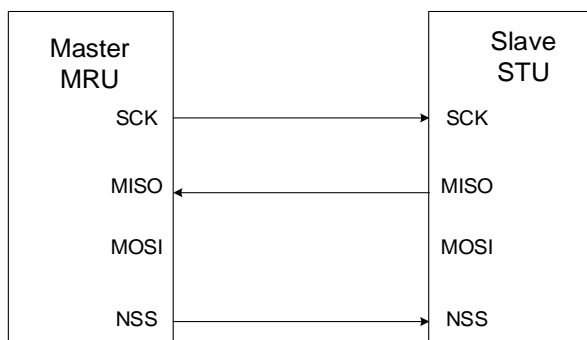 Master
MRU
SCK
MISO
MOSI
NSS
Slave
STU
SCK
MISO
MOSI
NSS